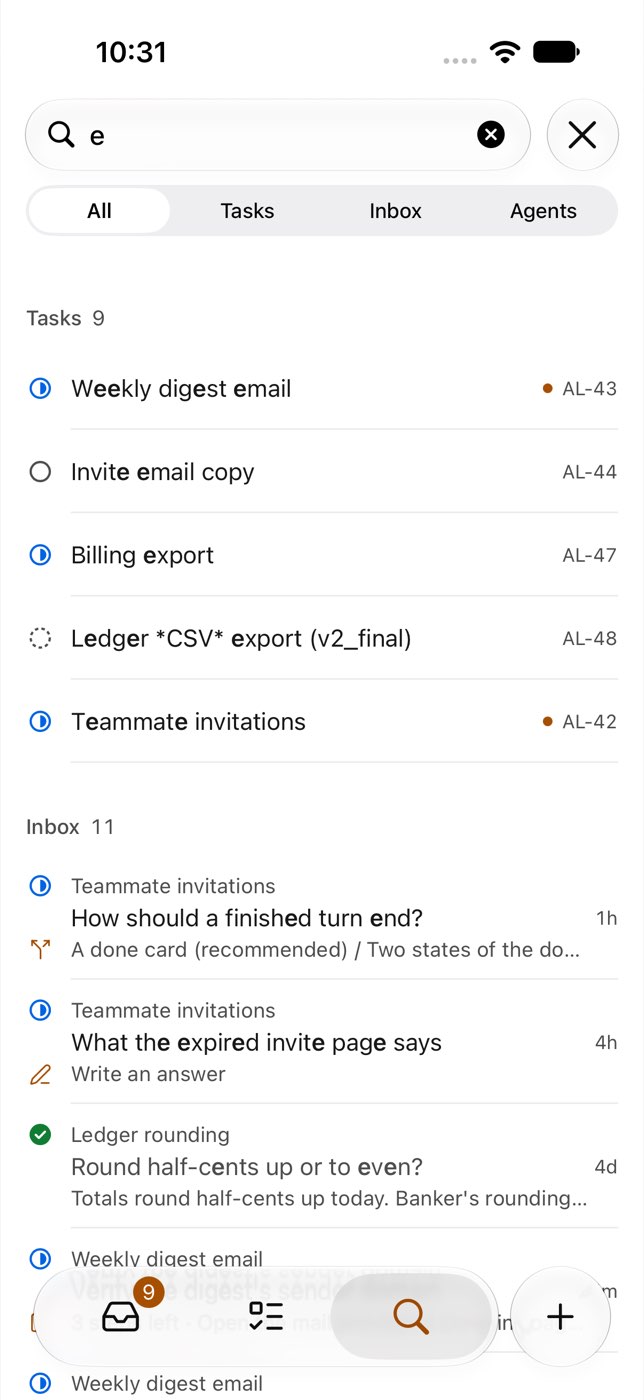 10:31
e
All Tasks Inbox Agents
Tasks 9
Weekly digest email AL-43
Invite email copy AL-44
Billing export AL-47
Ledger *CSV* export (v2_final) AL-48
Teammate invitations AL-42
Inbox 11
Teammate invitations
How should a finished turn end? 1h
A done card (recommended) / Two states of the do...
Teammate invitations
What the expired invite page says 4h
Write an answer
Ledger rounding
Round half-cents up or to even? 4d
Totals round half-cents up today. Banker's rounding...
Weekly digest email
9
Weekly digest email